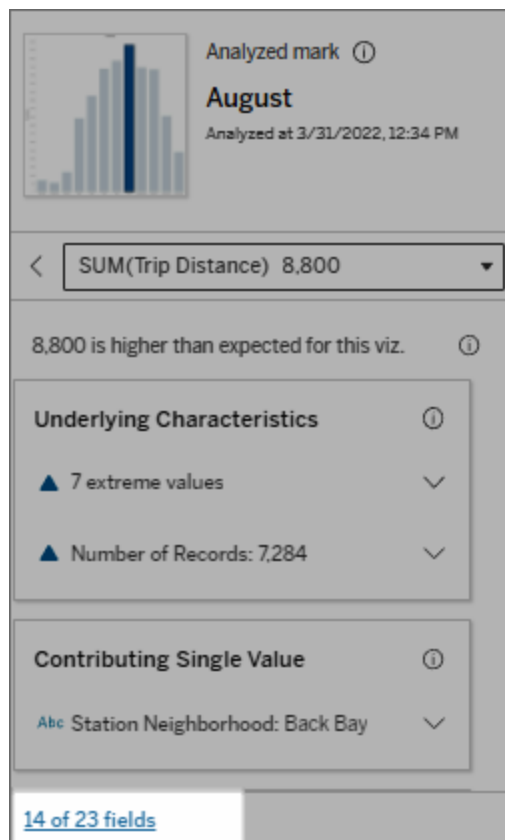 Analyzed mark
August
Analyzed at 3/31/2022, 12:34 PM
SUM(Trip Distance) 8,800
8,800 is higher than expected for this viz.
Underlying Characteristics
7 extreme values
Number of Records: 7,284
Contributing Single Value
Abc Station Neighborhood: Back Bay
14 of 23 fields